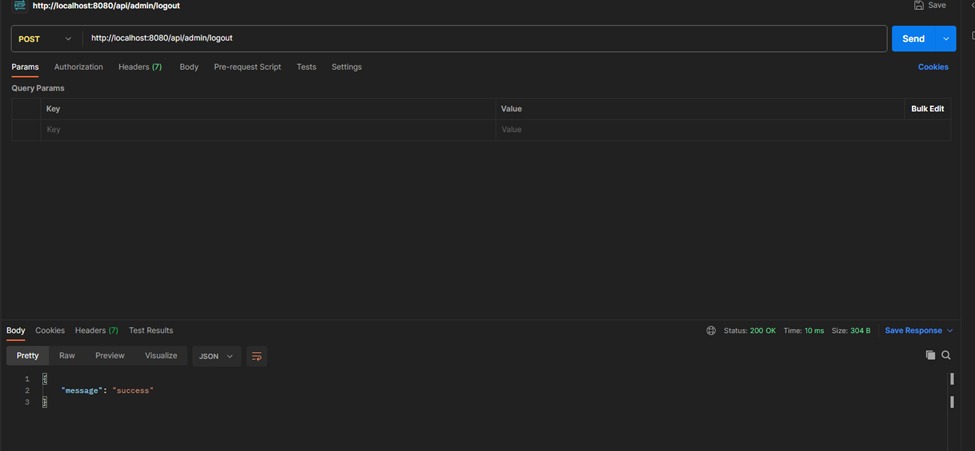 http://localhost:8080/api/admin/logout
Save
POST
http://localhost:8080/api/admin/logout
Send
Params Authorization Headers (7) Body Pre-request Script Tests Settings
Cookies
Query Params
Key Value Bulk Edit
Key Value
Body Cookies Headers (7) Test Results
Status: 200 OK Time: 10 ms Size: 304 B Save Response
Pretty Raw Preview Visualize JSON
1 {
2 "message": "success"
3 }